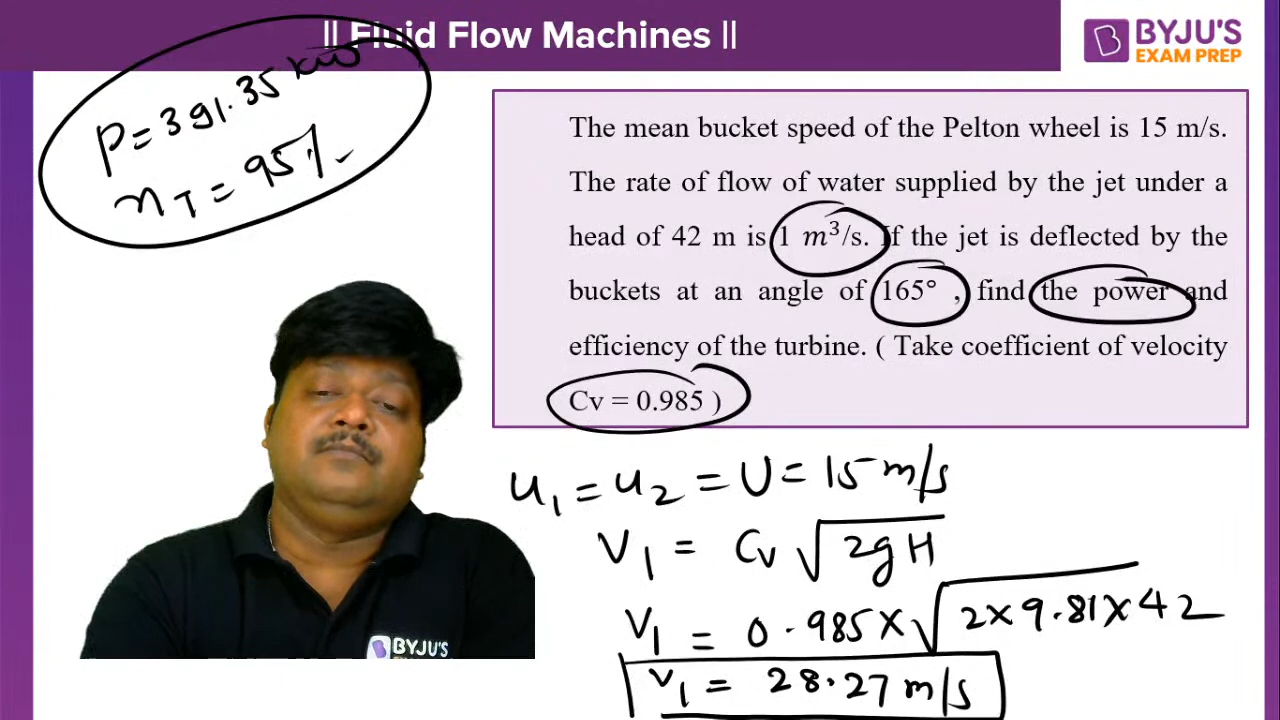 || Fluid Flow Machines ||
BYJU'S
EXAM PREP
P = 391.35 kW
η T = 95%
The mean bucket speed of the Pelton wheel is 15 m/s.
The rate of flow of water supplied by the jet under a
head of 42 m is 1 m³/s. If the jet is deflected by the
buckets at an angle of 165° , find the power and
efficiency of the turbine. ( Take coefficient of velocity
Cv = 0.985 )
u₁ = u₂ = U = 15 m/s
V₁ = Cv √2gH
V₁ = 0.985 × √2×9.81×42
V₁ = 28.27 m/s
BYJU'S
EXAM PREP